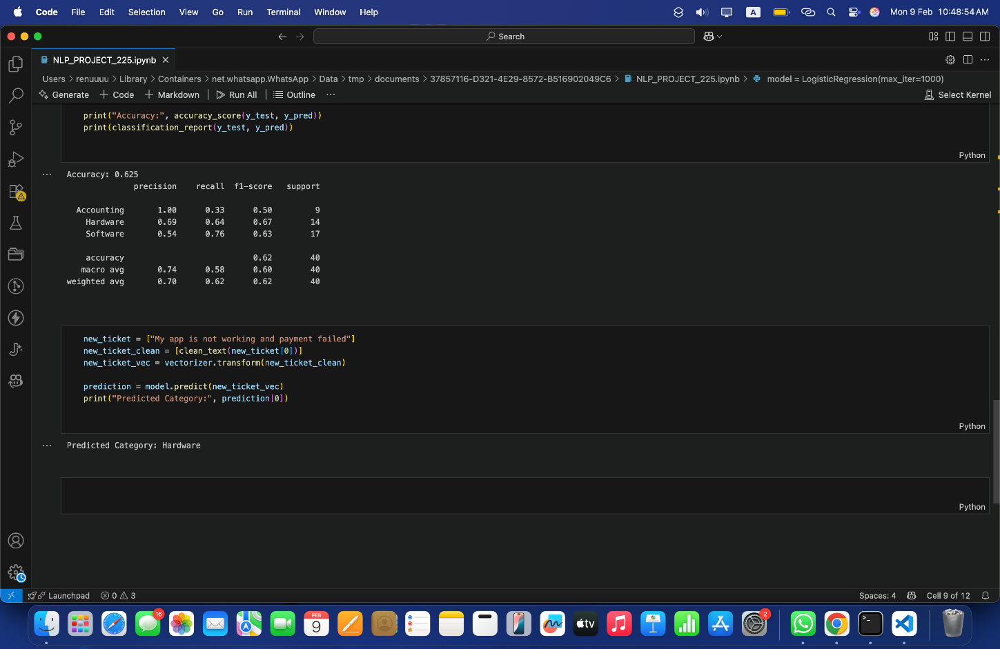 Code File Edit Selection View Go Run Terminal Window Help A Mon 9 Feb 10:48:54 AM
Search
NLP_PROJECT_225.ipynb
Users > renuuuu > Library > Containers > net.whatsapp.WhatsApp > Data > tmp > documents > 37857116-D321-4E29-8572-B516902049C6 > NLP_PROJECT_225.ipynb > model = LogisticRegression(max_iter=1000)
Generate + Code + Markdown | Run All | Outline ··· Select Kernel
print("Accuracy:", accuracy_score(y_test, y_pred))
print(classification_report(y_test, y_pred))
Python
··· Accuracy: 0.625
precision recall f1-score support
Accounting 1.00 0.33 0.50 9
Hardware 0.69 0.64 0.67 14
Software 0.54 0.76 0.63 17
accuracy 0.62 40
macro avg 0.74 0.58 0.60 40
weighted avg 0.70 0.62 0.62 40
new_ticket = ["My app is not working and payment failed"]
new_ticket_clean = [clean_text(new_ticket[0])]
new_ticket_vec = vectorizer.transform(new_ticket_clean)
prediction = model.predict(new_ticket_vec)
print("Predicted Category:", prediction[0])
Python
··· Predicted Category: Hardware
Python
Launchpad 0 3 Spaces: 4 Cell 9 of 12
16 FEB 9 tv 2